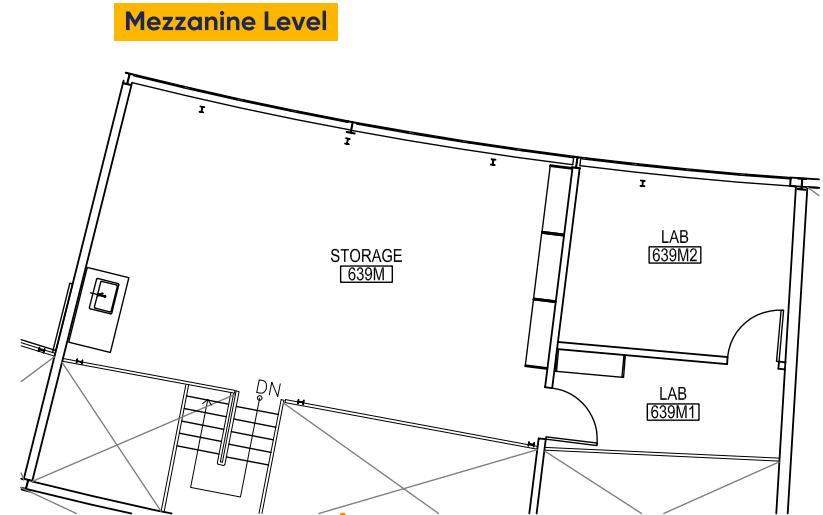 Mezzanine Level
STORAGE
639M
LAB
639M2
DN
LAB
639M1